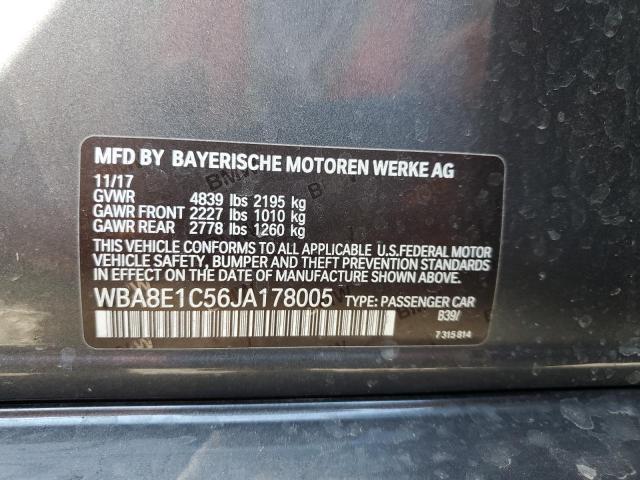 MFD BY BAYERISCHE MOTOREN WERKE AG
11/17
GVWR 4839 lbs 2195 kg
GAWR FRONT 2227 lbs 1010 kg
GAWR REAR 2778 lbs 1260 kg
THIS VEHICLE CONFORMS TO ALL APPLICABLE U.S.FEDERAL MOTOR
VEHICLE SAFETY, BUMPER AND THEFT PREVENTION STANDARDS
IN EFFECT ON THE DATE OF MANUFACTURE SHOWN ABOVE.
WBA8E1C56JA178005 TYPE: PASSENGER CAR
B39/
7315814